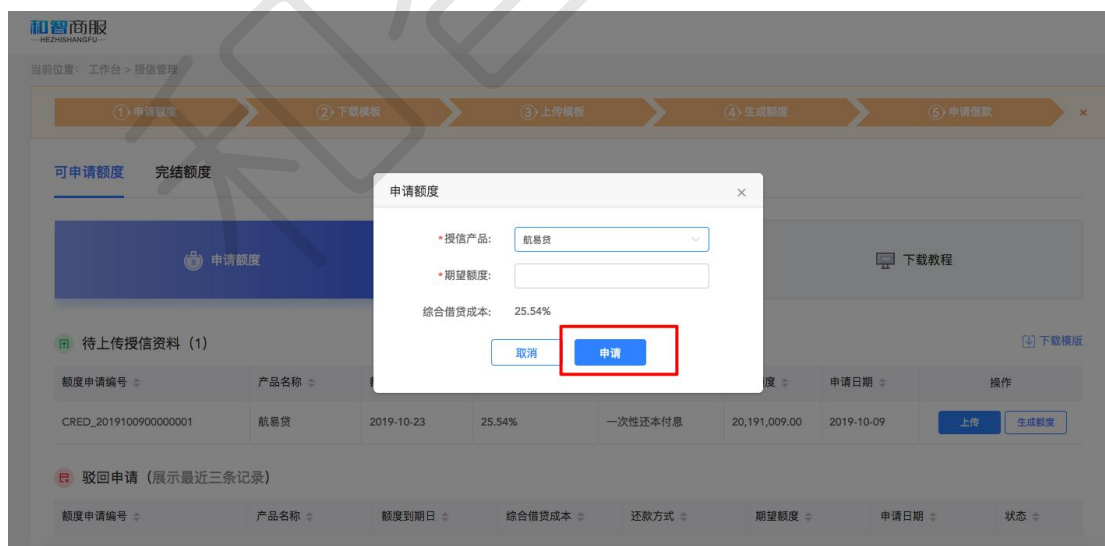 和智商服
HEZHISHANGFU
当前位置： 工作台 > 授信管理
① 申请额度 ② 下载模板 ③ 上传模板 ④ 生成额度 ⑤ 申请借款 ×
可申请额度 完结额度
申请额度 ×
*授信产品: 航易贷
申请额度 下载教程
*期望额度:
综合借贷成本: 25.54%
取消 申请
待上传授信资料（1） 下载模版
额度申请编号 产品名称 度 申请日期 操作
CRED_2019100900000001 航易贷 2019-10-23 25.54% 一次性还本付息 20,191,009.00 2019-10-09 上传 生成额度
驳回申请（展示最近三条记录）
额度申请编号 产品名称 额度到期日 综合借贷成本 还款方式 期望额度 申请日期 状态